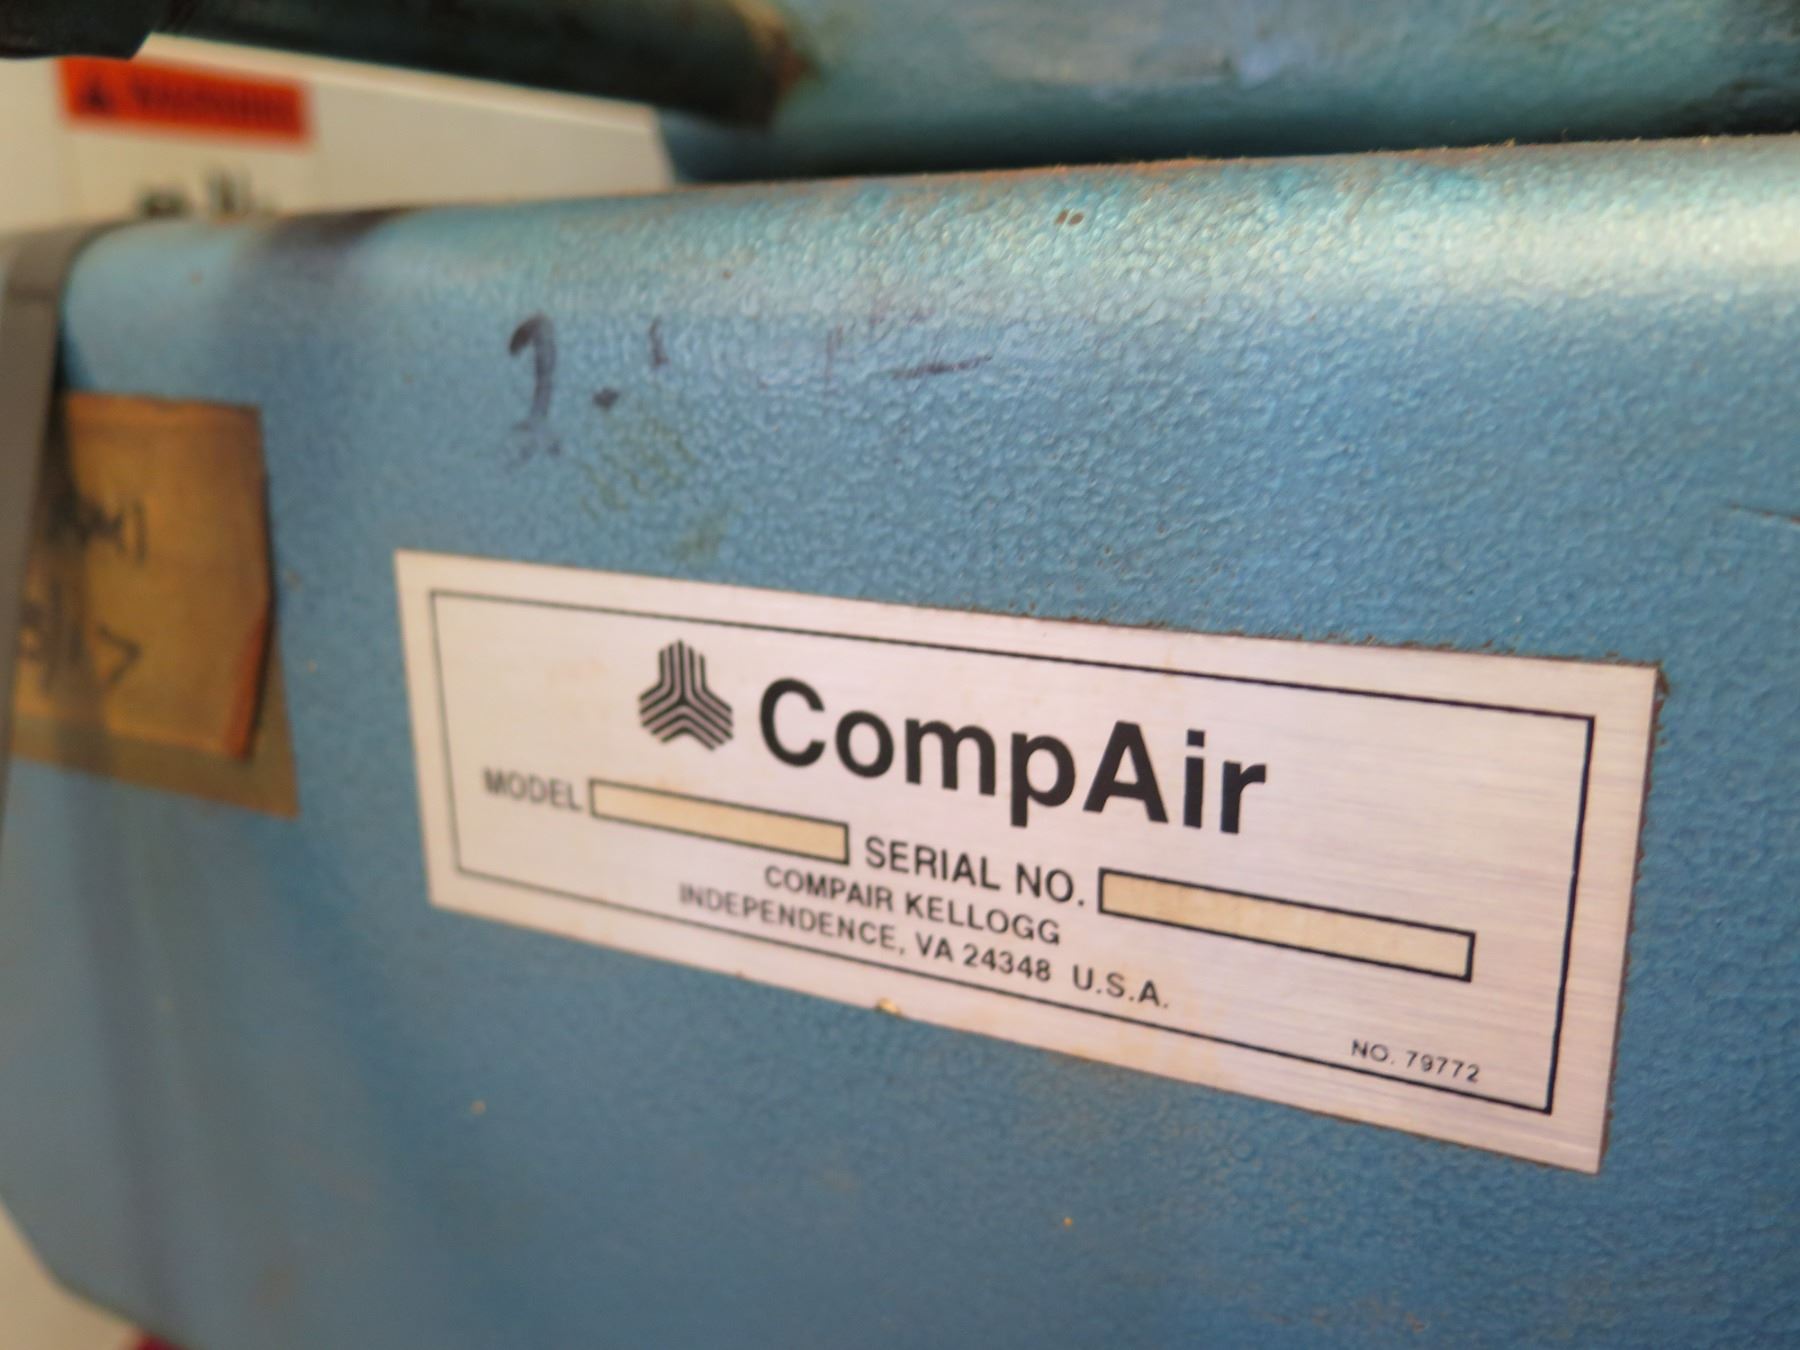 CompAir
MODEL SERIAL NO.
COMPAIR KELLOGG
INDEPENDENCE, VA 24348 U.S.A.
NO. 79772